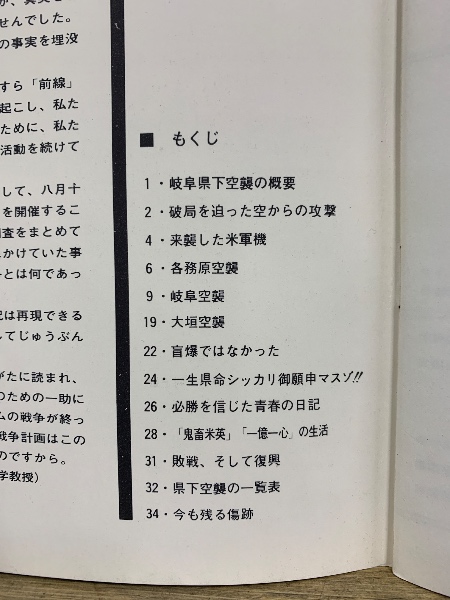 せんでした。
の事実を埋没
すら「前線」
起こし、私た
ために、私た
活動を続けて
して、八月十
を開催するこ
査をまとめて
かけていた事
とは何であっ
は再現できる
てじゅうぶん
がたに読まれ、
のための一助に
ムの戦争が終っ
戦争計画はこの
のですから。
学教授)
■ もくじ
1・岐阜県下空襲の概要
2・破局を迫った空からの攻撃
4・来襲した米軍機
6・各務原空襲
9・岐阜空襲
19・大垣空襲
22・盲爆ではなかった
24・一生県命シッカリ御願申マスゾ!!
26・必勝を信じた青春の日記
28・「鬼畜米英」「一億一心」の生活
31・敗戦、そして復興
32・県下空襲の一覧表
34・今も残る傷跡